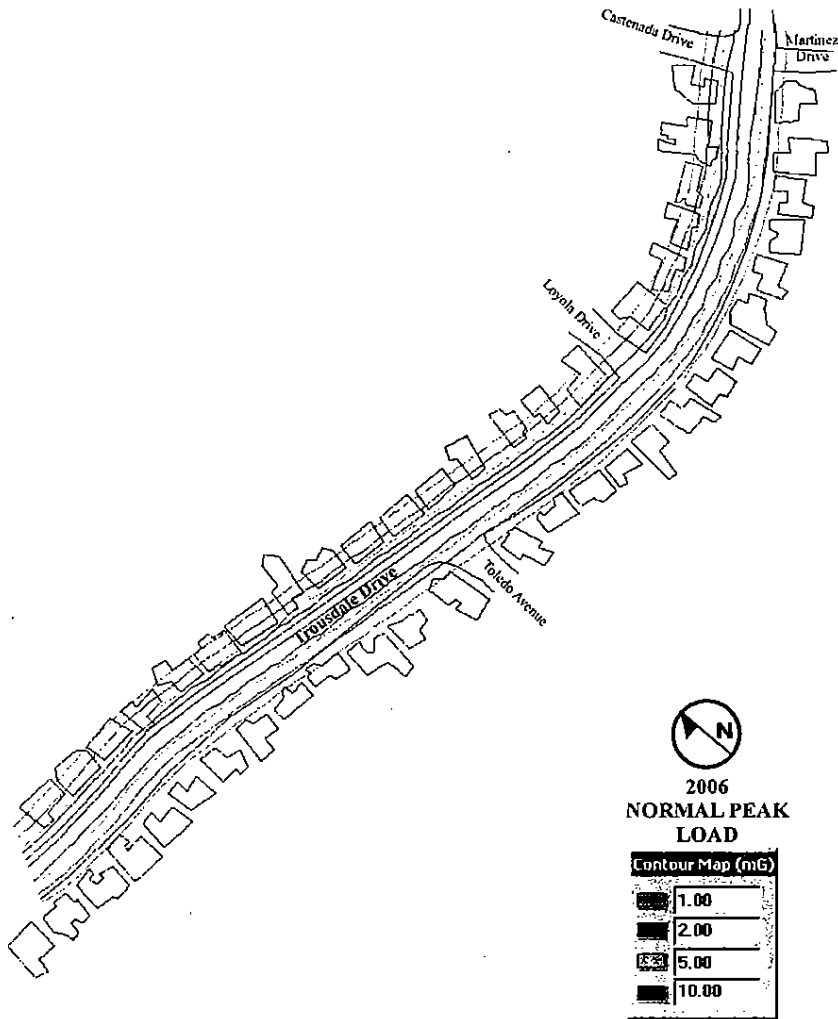 Castenada Drive
Martinez
Drive
Loyola Drive
Trousdale Drive
Toledo Avenue
N
2006
NORMAL PEAK
LOAD
Contour Map (mG)
1.00
2.00
5.00
10.00